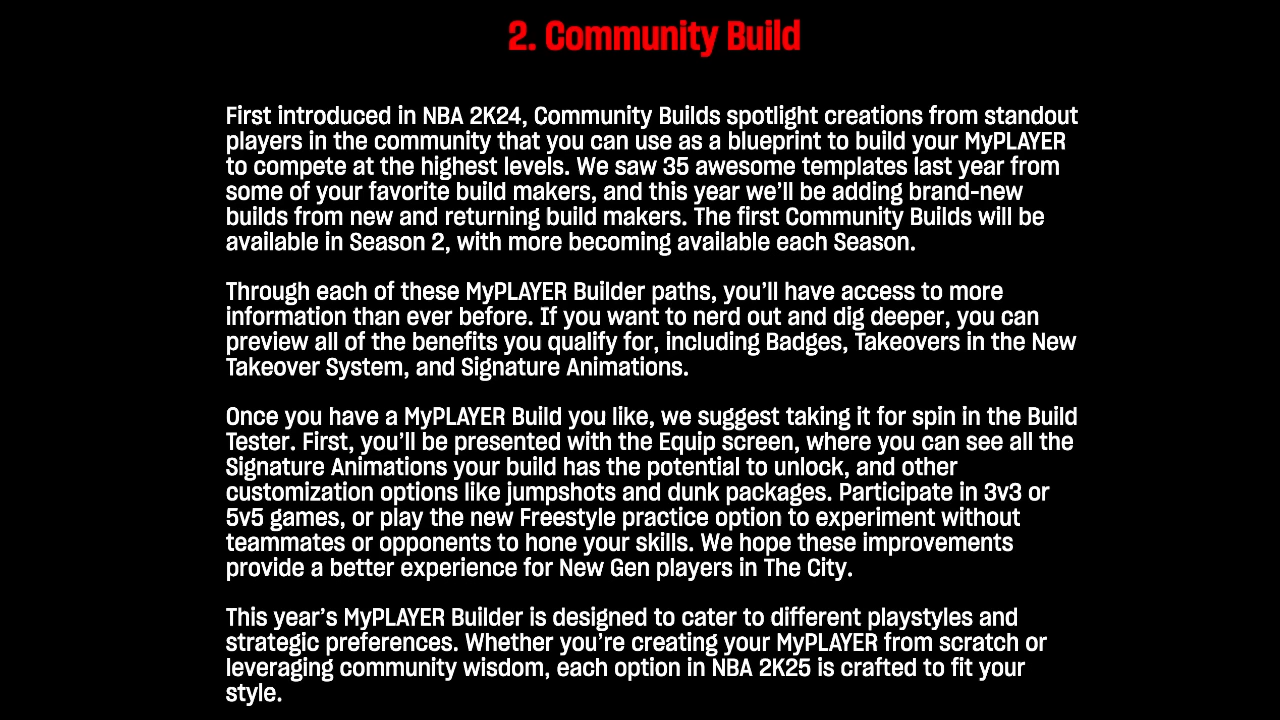 2. Community Build
First introduced in NBA 2K24, Community Builds spotlight creations from standout
players in the community that you can use as a blueprint to build your MyPLAYER
to compete at the highest levels. We saw 35 awesome templates last year from
some of your favorite build makers, and this year we’ll be adding brand-new
builds from new and returning build makers. The first Community Builds will be
available in Season 2, with more becoming available each Season.
Through each of these MyPLAYER Builder paths, you’ll have access to more
information than ever before. If you want to nerd out and dig deeper, you can
preview all of the benefits you qualify for, including Badges, Takeovers in the New
Takeover System, and Signature Animations.
Once you have a MyPLAYER Build you like, we suggest taking it for spin in the Build
Tester. First, you’ll be presented with the Equip screen, where you can see all the
Signature Animations your build has the potential to unlock, and other
customization options like jumpshots and dunk packages. Participate in 3v3 or
5v5 games, or play the new Freestyle practice option to experiment without
teammates or opponents to hone your skills. We hope these improvements
provide a better experience for New Gen players in The City.
This year’s MyPLAYER Builder is designed to cater to different playstyles and
strategic preferences. Whether you’re creating your MyPLAYER from scratch or
leveraging community wisdom, each option in NBA 2K25 is crafted to fit your
style.